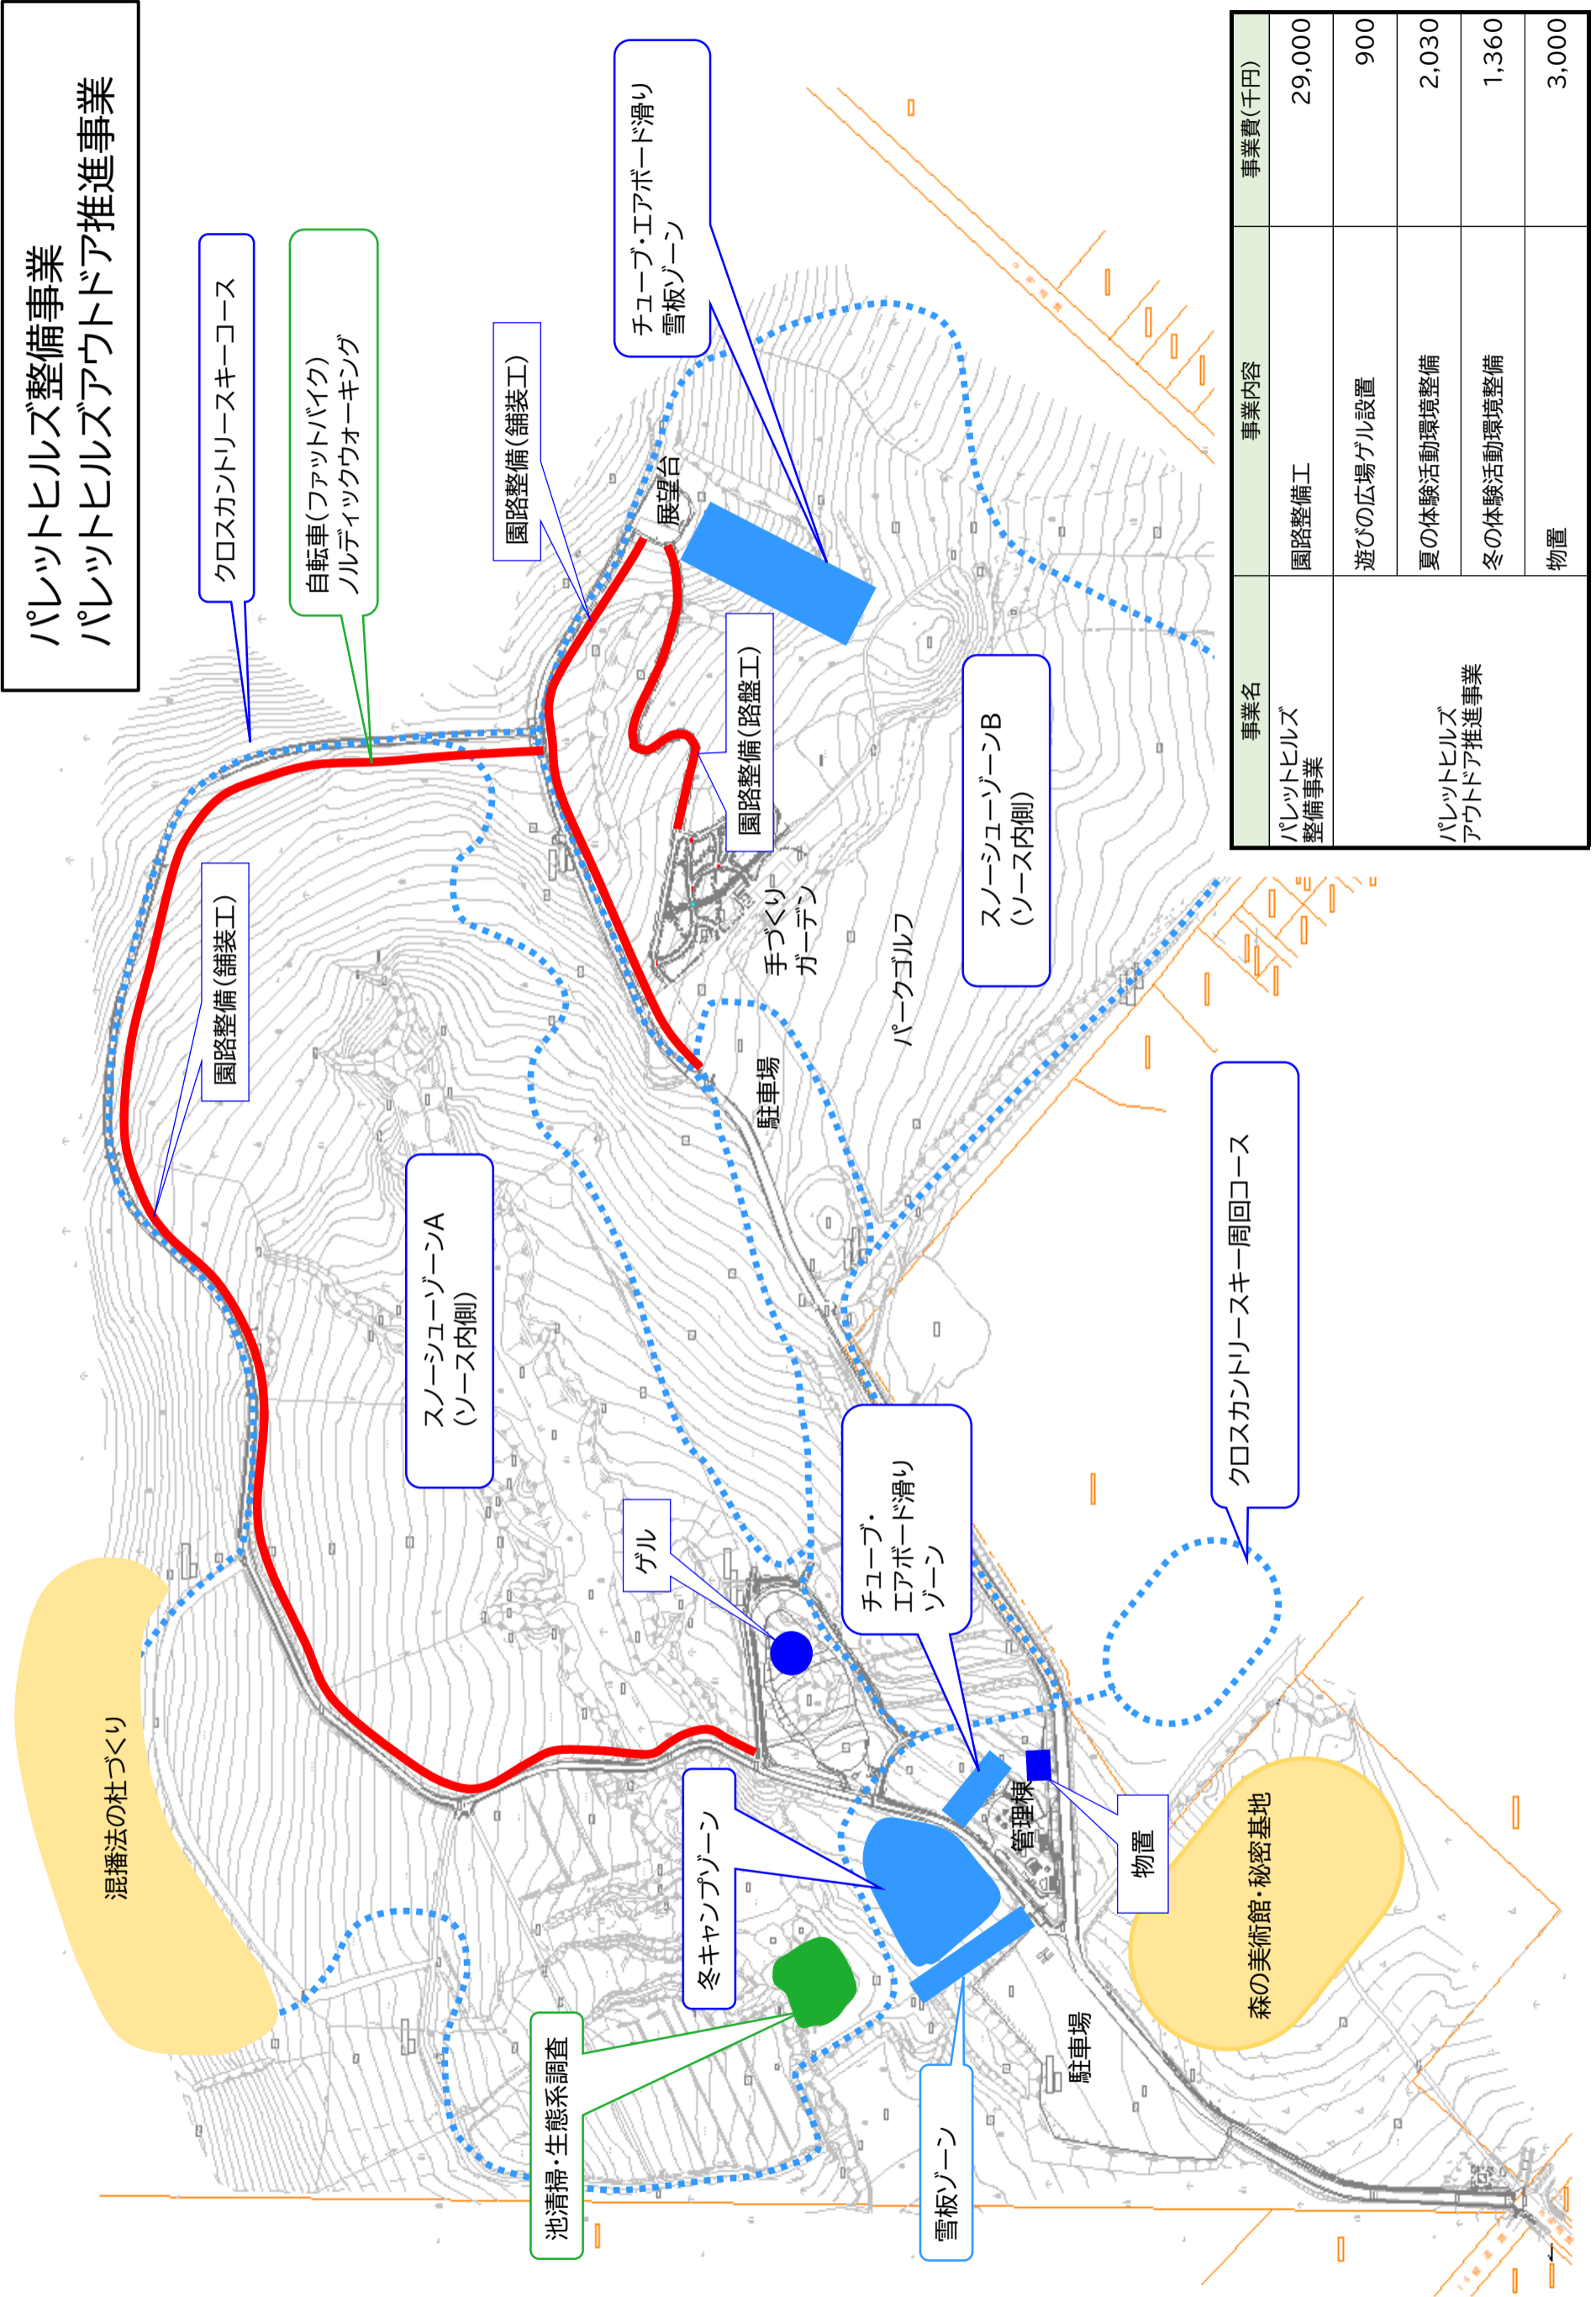 パレットヒルズ整備事業
パレットヒルズアウトドア推進事業
クロスカントリースキーコース
自転車(ファットバイク)
ノルディックウォーキング
園路整備(舗装工)
チューブ・エアボード滑り
雪板ゾーン
展望台
園路整備(路盤工)
園路整備(舗装工)
手づくり
ガーデン
パークゴルフ
スノーシューゾーンB
(ソース内側)
駐車場
スノーシューゾーンA
(ソース内側)
クロスカントリースキー周回コース
ゲル
チューブ・
エアボード滑り
ゾーン
混播法の杜づくり
冬キャンプゾーン
管理棟
物置
森の美術館・秘密基地
池清掃・生態系調査
雪板ゾーン
駐車場
事業名 事業内容 事業費(千円)
パレットヒルズ
整備事業
園路整備工 29,000
パレットヒルズ
アウトドア推進事業
遊びの広場ゲル設置 900
夏の体験活動環境整備 2,030
冬の体験活動環境整備 1,360
物置 3,000